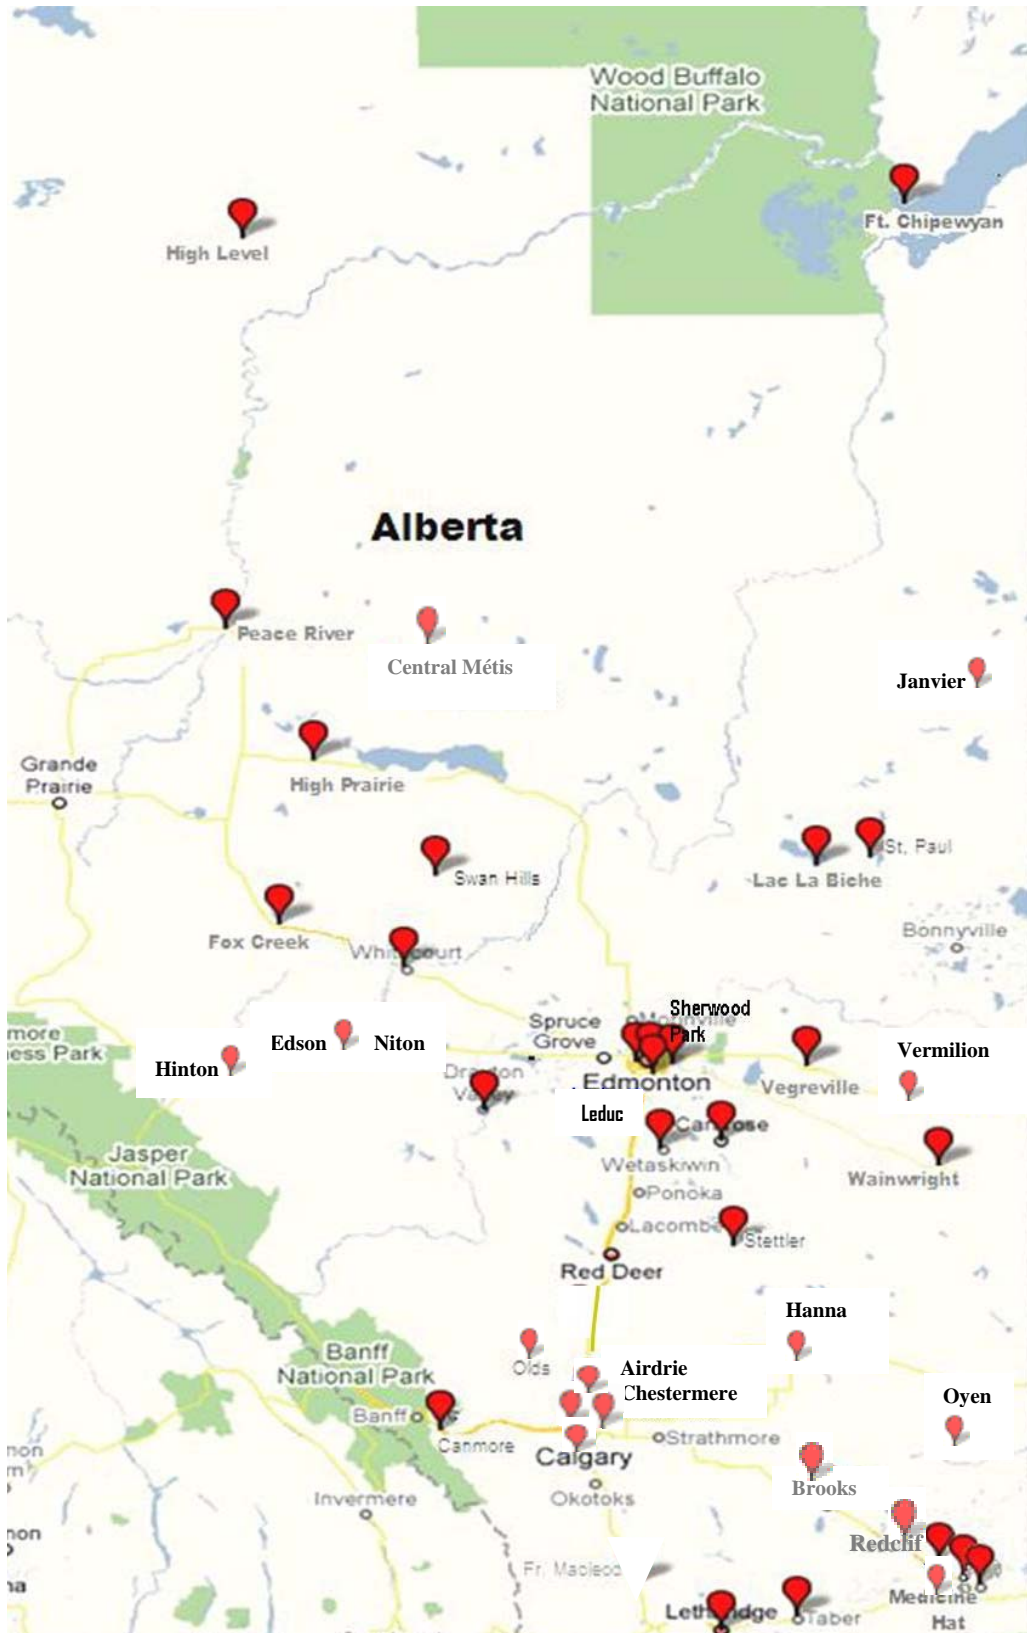 Wood Buffalo
National Park
Ft. Chipewyan
High Level
Alberta
Peace River
Central Métis
Janvier
Grande
Prairie
High Prairie
Swan Hills
St. Paul
Lac La Biche
Fox Creek
Bonnyville
Sherwood
Park
Spruce
Grove
Edson
Niton
Hinton
Vermilion
Edmonton
Vegreville
Leduc
Wetaskiwin
Wainwright
Jasper
National Park
Ponoka
Lacombe
Stettler
Red Deer
Hanna
Olds
Airdrie
Chestermere
Banff
National Park
Banff
Canmore
Oyen
Strathmore
Calgary
Brooks
Invermere
Okotoks
Redclif
Fr. Macleod
Taber
Hat